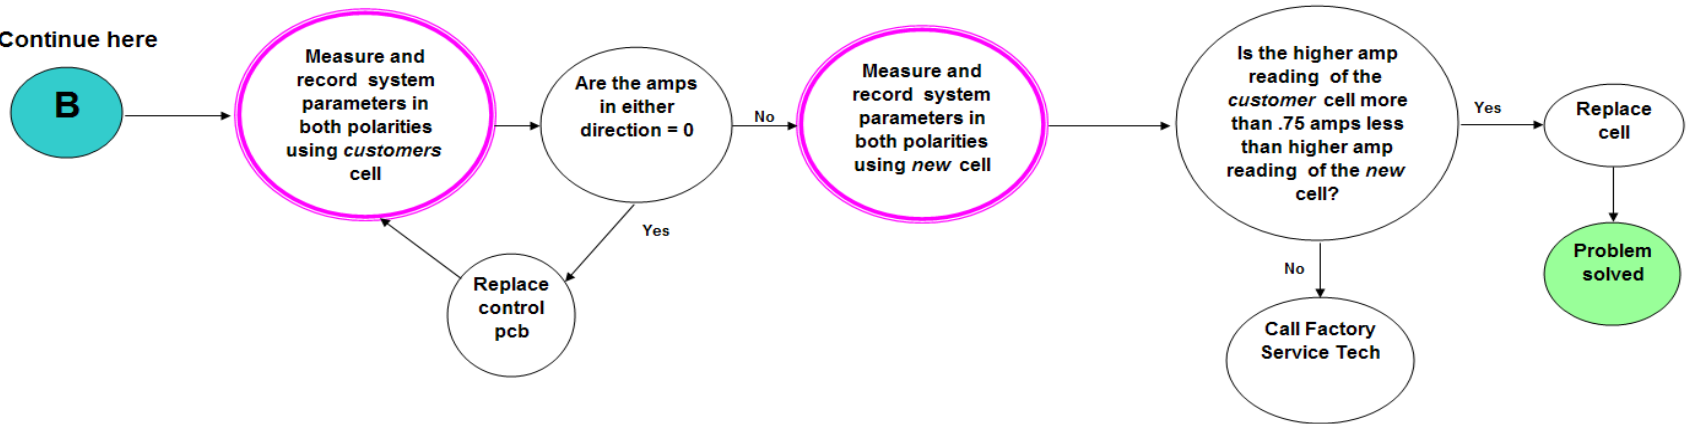 Continue here
B
Measure and
record system
parameters in
both polarities
using customers
cell
Are the amps
in either
direction = 0
No
Yes
Replace
control
pcb
Measure and
record system
parameters in
both polarities
using new cell
Is the higher amp
reading of the
customer cell more
than .75 amps less
than higher amp
reading of the new
cell?
Yes
Replace
cell
Problem
solved
No
Call Factory
Service Tech